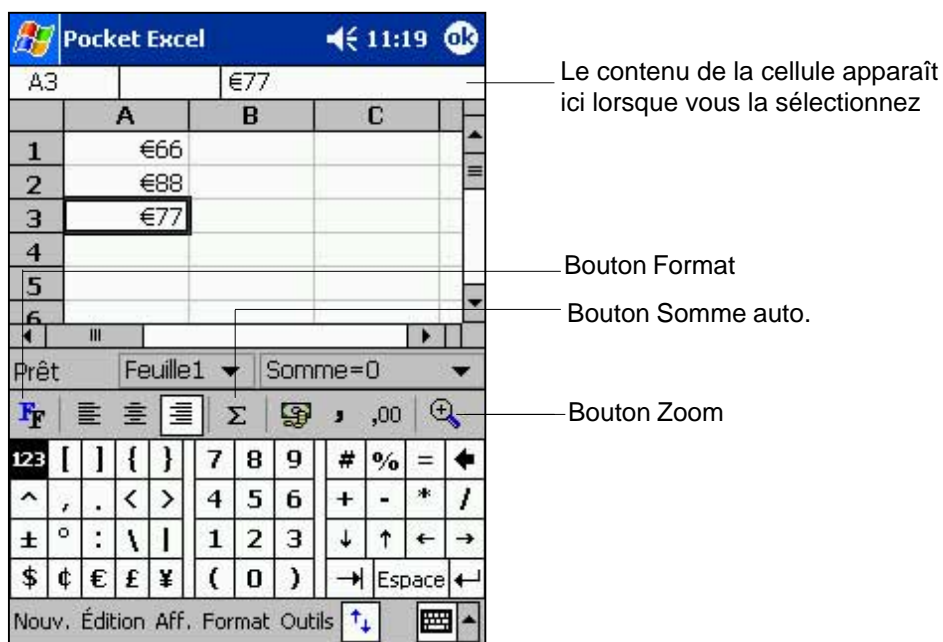 Pocket Excel 11:19 ok
A3 €77
Le contenu de la cellule apparaît
ici lorsque vous la sélectionnez
A B C
1 €66
2 €88
3 €77
4
5
6
Bouton Format
Bouton Somme auto.
Prêt Feuille1 Somme=0
FF Σ , ,00
Bouton Zoom
123 [ ] { } 7 8 9 # % =
^ , . < > 4 5 6 + - * /
± ° : \ | 1 2 3 ↓ ↑ ← →
$ ¢ € £ ¥ ( 0 ) Espace
Nouv. Édition Aff. Format Outils